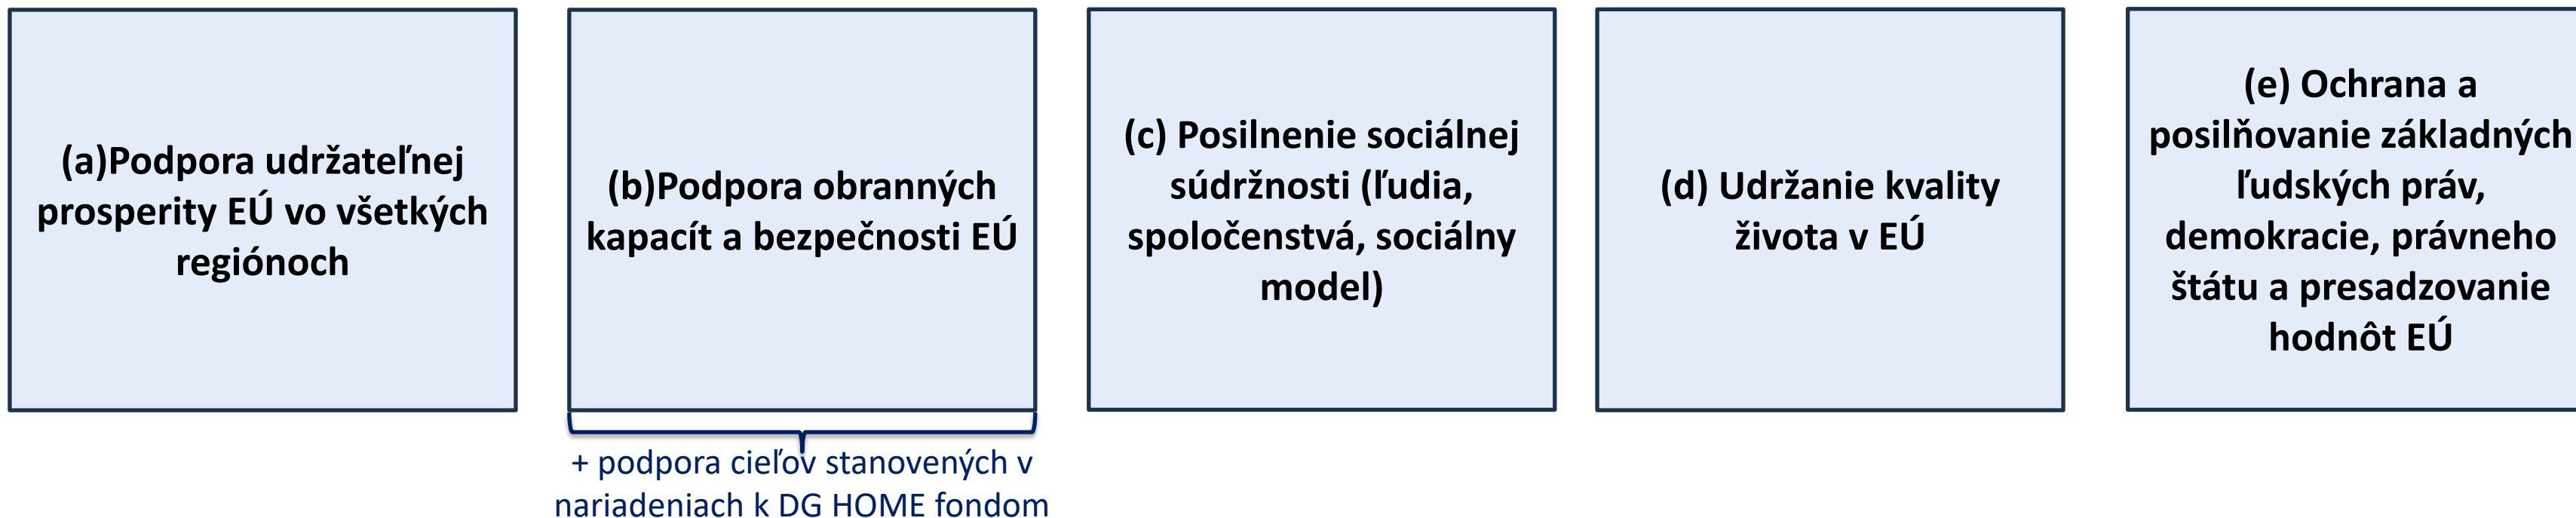 (a)Podpora udržateľnej
prosperity EÚ vo všetkých
regiónoch
(b)Podpora obranných
kapacít a bezpečnosti EÚ
+ podpora cieľov stanovených v
nariadeniach k DG HOME fondom
(c) Posilnenie sociálnej
súdržnosti (ľudia,
spoločenstvá, sociálny
model)
(d) Udržanie kvality
života v EÚ
(e) Ochrana a
posilňovanie základných
ľudských práv,
demokracie, právneho
štátu a presadzovanie
hodnôt EÚ